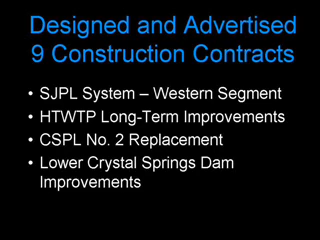 Designed and Advertised
9 Construction Contracts
• SJPL System – Western Segment
• HTWTP Long-Term Improvements
• CSPL No. 2 Replacement
• Lower Crystal Springs Dam
Improvements